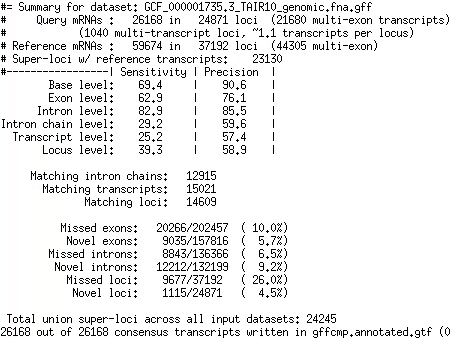 #= Summary for dataset: GCF_000001735.3_TAIR10_genomic.fna.gff
# Query mRNAs : 26168 in 24871 loci (21680 multi-exon transcripts)
# (1040 multi-transcript loci, ~1.1 transcripts per locus)
# Reference mRNAs : 59674 in 37192 loci (44305 multi-exon)
# Super-loci w/ reference transcripts: 23130
#-----------------| Sensitivity | Precision |
Base level: 69.4 | 90.6 |
Exon level: 62.9 | 76.1 |
Intron level: 82.9 | 85.5 |
Intron chain level: 29.2 | 59.6 |
Transcript level: 25.2 | 57.4 |
Locus level: 39.3 | 58.9 |
Matching intron chains: 12915
Matching transcripts: 15021
Matching loci: 14609
Missed exons: 20266/202457 ( 10.0%)
Novel exons: 9035/157816 ( 5.7%)
Missed introns: 8843/136366 ( 6.5%)
Novel introns: 12212/132199 ( 9.2%)
Missed loci: 9677/37192 ( 26.0%)
Novel loci: 1115/24871 ( 4.5%)
Total union super-loci across all input datasets: 24245
26168 out of 26168 consensus transcripts written in gffcmp.annotated.gtf (0